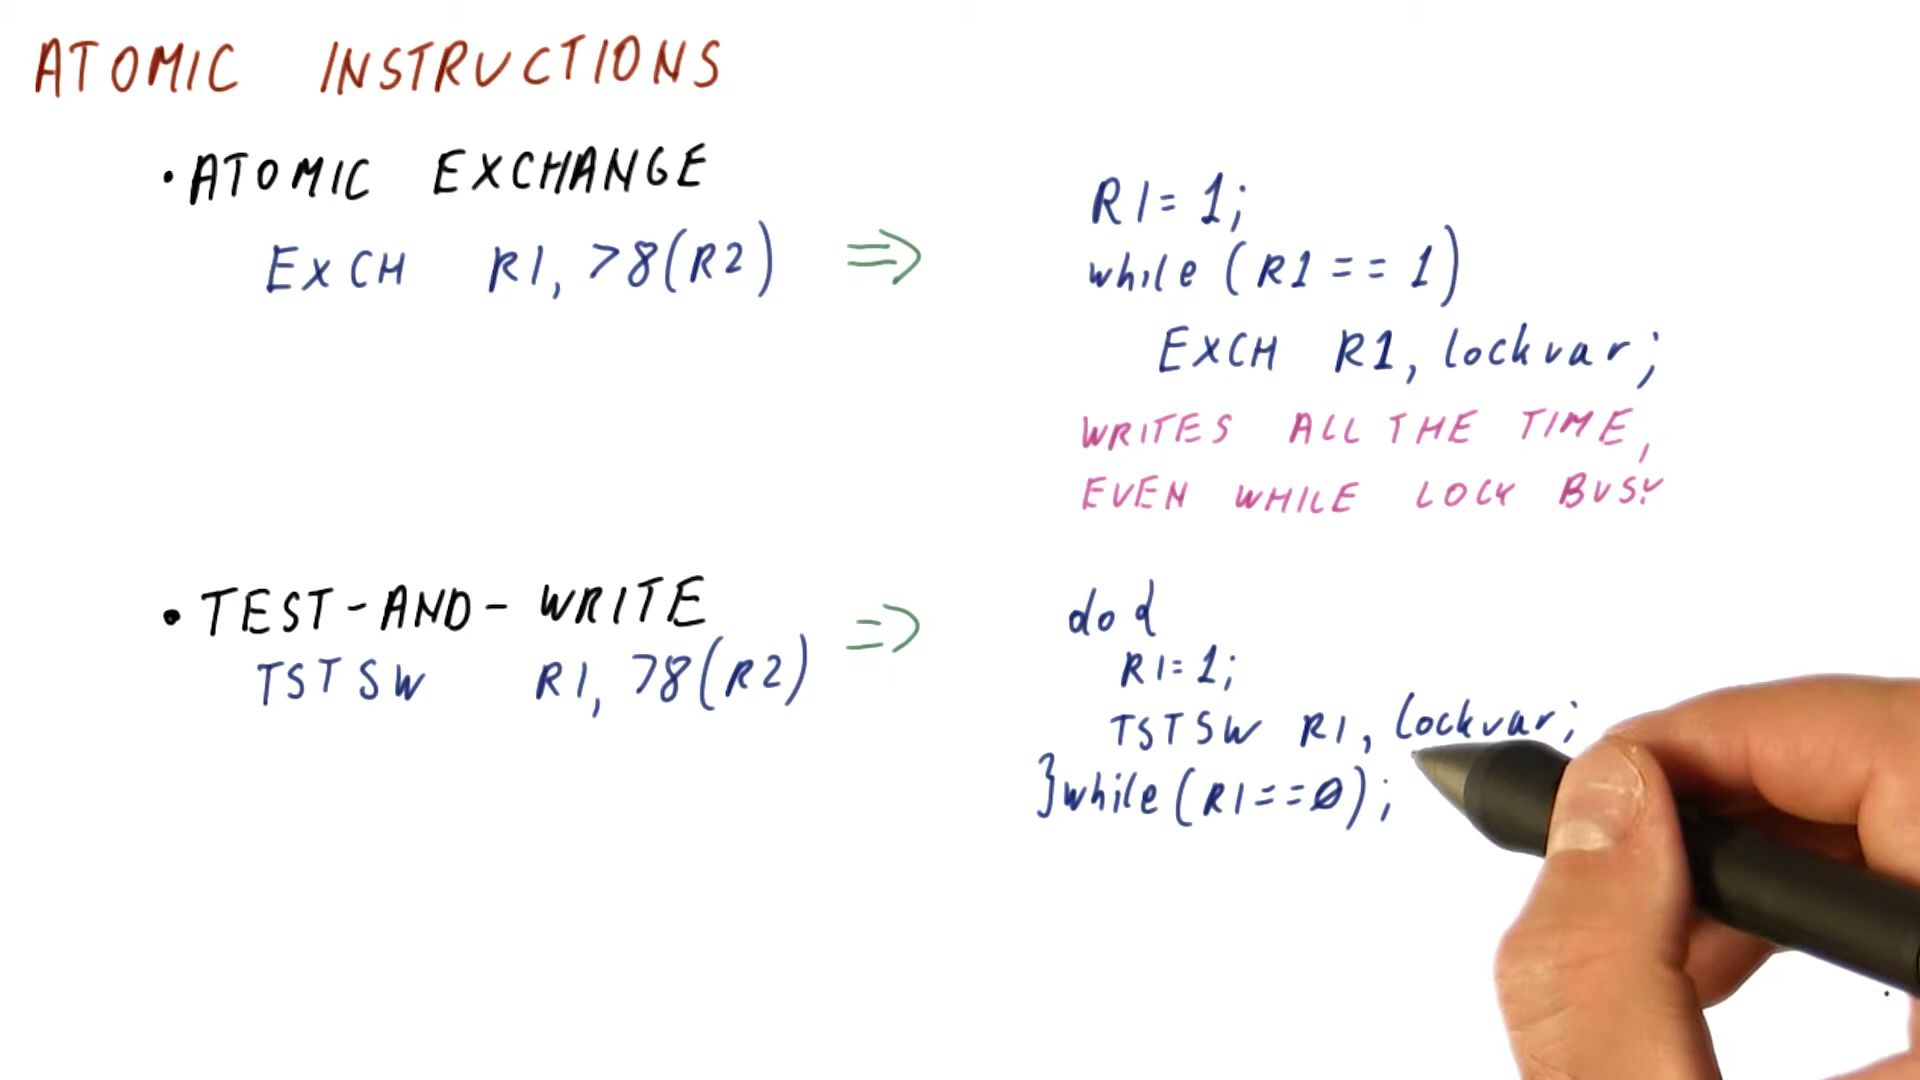 ATOMIC INSTRUCTIONS
• ATOMIC EXCHANGE
EXCH R1, 78(R2) ⇒
R1 = 1;
while (R1 == 1)
EXCH R1, lockvar;
WRITES ALL THE TIME,
EVEN WHILE LOCK BUSY
• TEST-AND-WRITE ⇒
TSTSW R1, 78(R2)
do {
R1 = 1;
TSTSW R1, lockvar;
} while (R1 == 0);